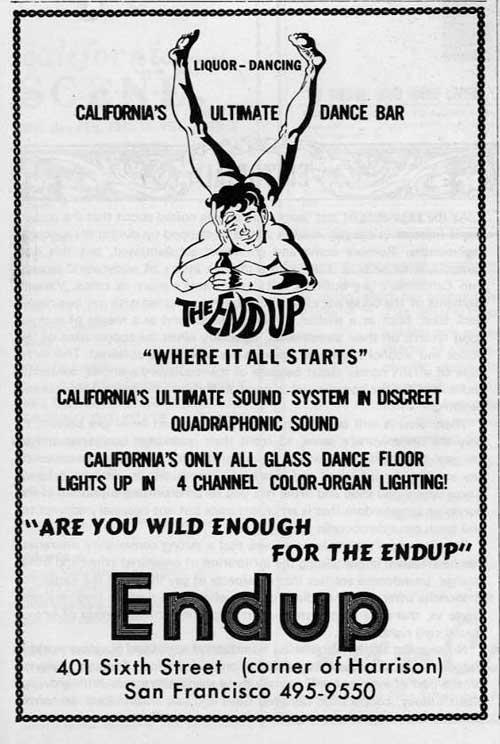 LIQUOR - DANCING
CALIFORNIA'S ULTIMATE DANCE BAR
THE END UP
"WHERE IT ALL STARTS"
CALIFORNIA'S ULTIMATE SOUND SYSTEM IN DISCREET
QUADRAPHONIC SOUND
CALIFORNIA'S ONLY ALL GLASS DANCE FLOOR
LIGHTS UP IN 4 CHANNEL COLOR-ORGAN LIGHTING!
"ARE YOU WILD ENOUGH
FOR THE ENDUP"
Endup
401 Sixth Street (corner of Harrison)
San Francisco 495-9550